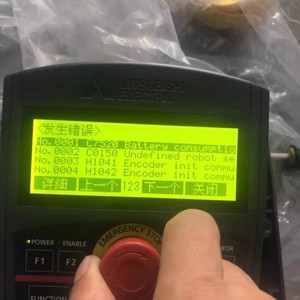 MITSUBISHI
ELECTRIC
<发生错误>
No.0001 C7520 Battery consumptio
No.0002 C0150 Undefined robot se
No.0003 H1041 Encoder init commu
No.0004 H1042 Encoder init commu
详细 上一个 123 下一个 关闭
EMERGENCY STOP
POWER ENABLE
F1 F2
FUNCTION